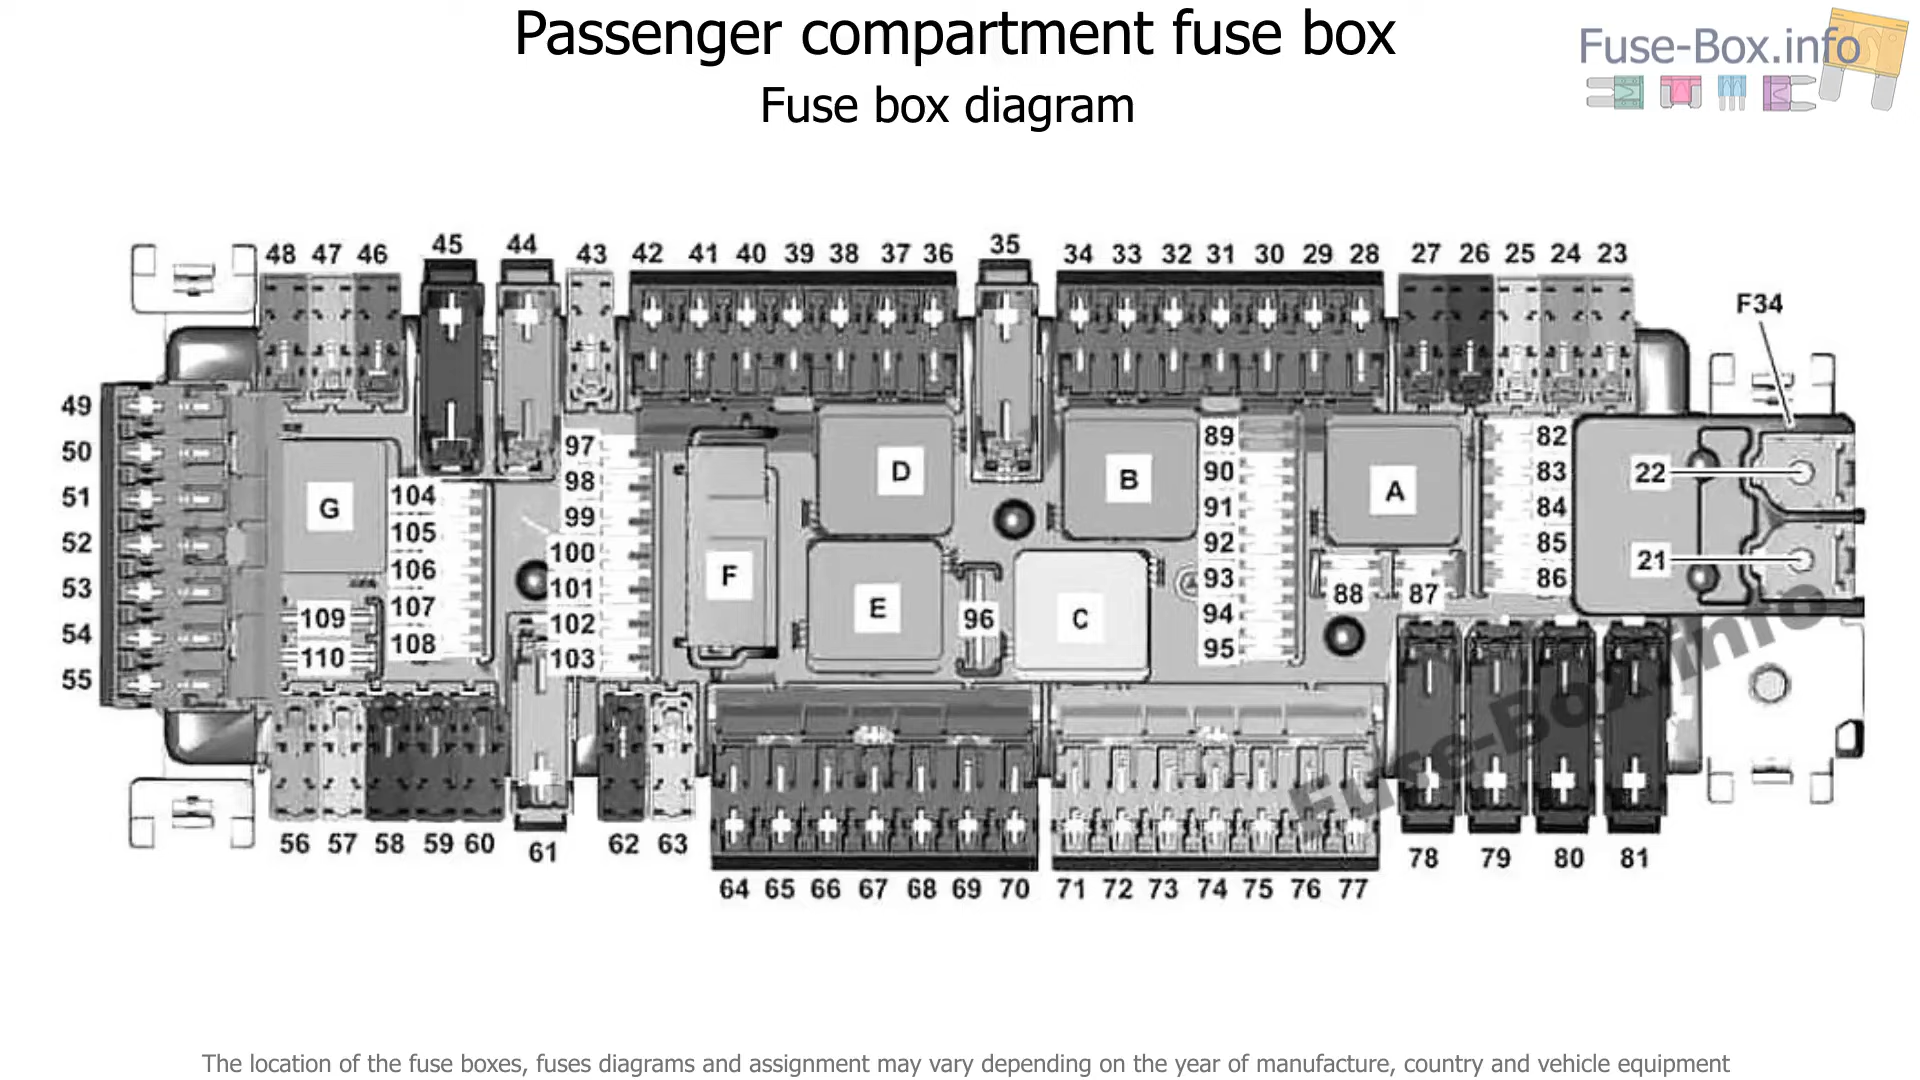 Passenger compartment fuse box
Fuse-Box.info
Fuse box diagram
48 47 46 45 44 43 42 41 40 39 38 37 36 35 34 33 32 31 30 29 28 27 26 25 24 23
F34
49
50
51
52
53
54
55
G
104
105
106
107
108
109
110
97
98
99
100
101
102
103
F
D
E
96
C
B
89
90
91
92
93
94
95
A
88 87
82
83
84
85
86
22
21
56 57 58 59 60 61 62 63
64 65 66 67 68 69 70 71 72 73 74 75 76 77
78 79 80 81
Fuse-Box.info
The location of the fuse boxes, fuses diagrams and assignment may vary depending on the year of manufacture, country and vehicle equipment